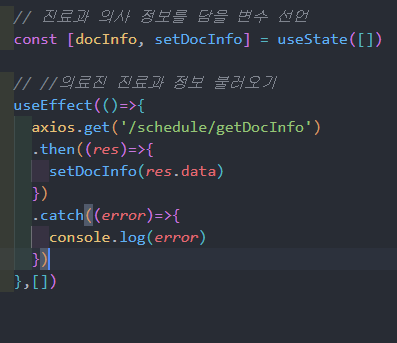 // 진료과 의사 정보를 담을 변수 선언
const [docInfo, setDocInfo] = useState([])
// //의료진 진료과 정보 불러오기
useEffect(()=>{
axios.get('/schedule/getDocInfo')
.then((res)=>{
setDocInfo(res.data)
})
.catch((error)=>{
console.log(error)
})
},[])